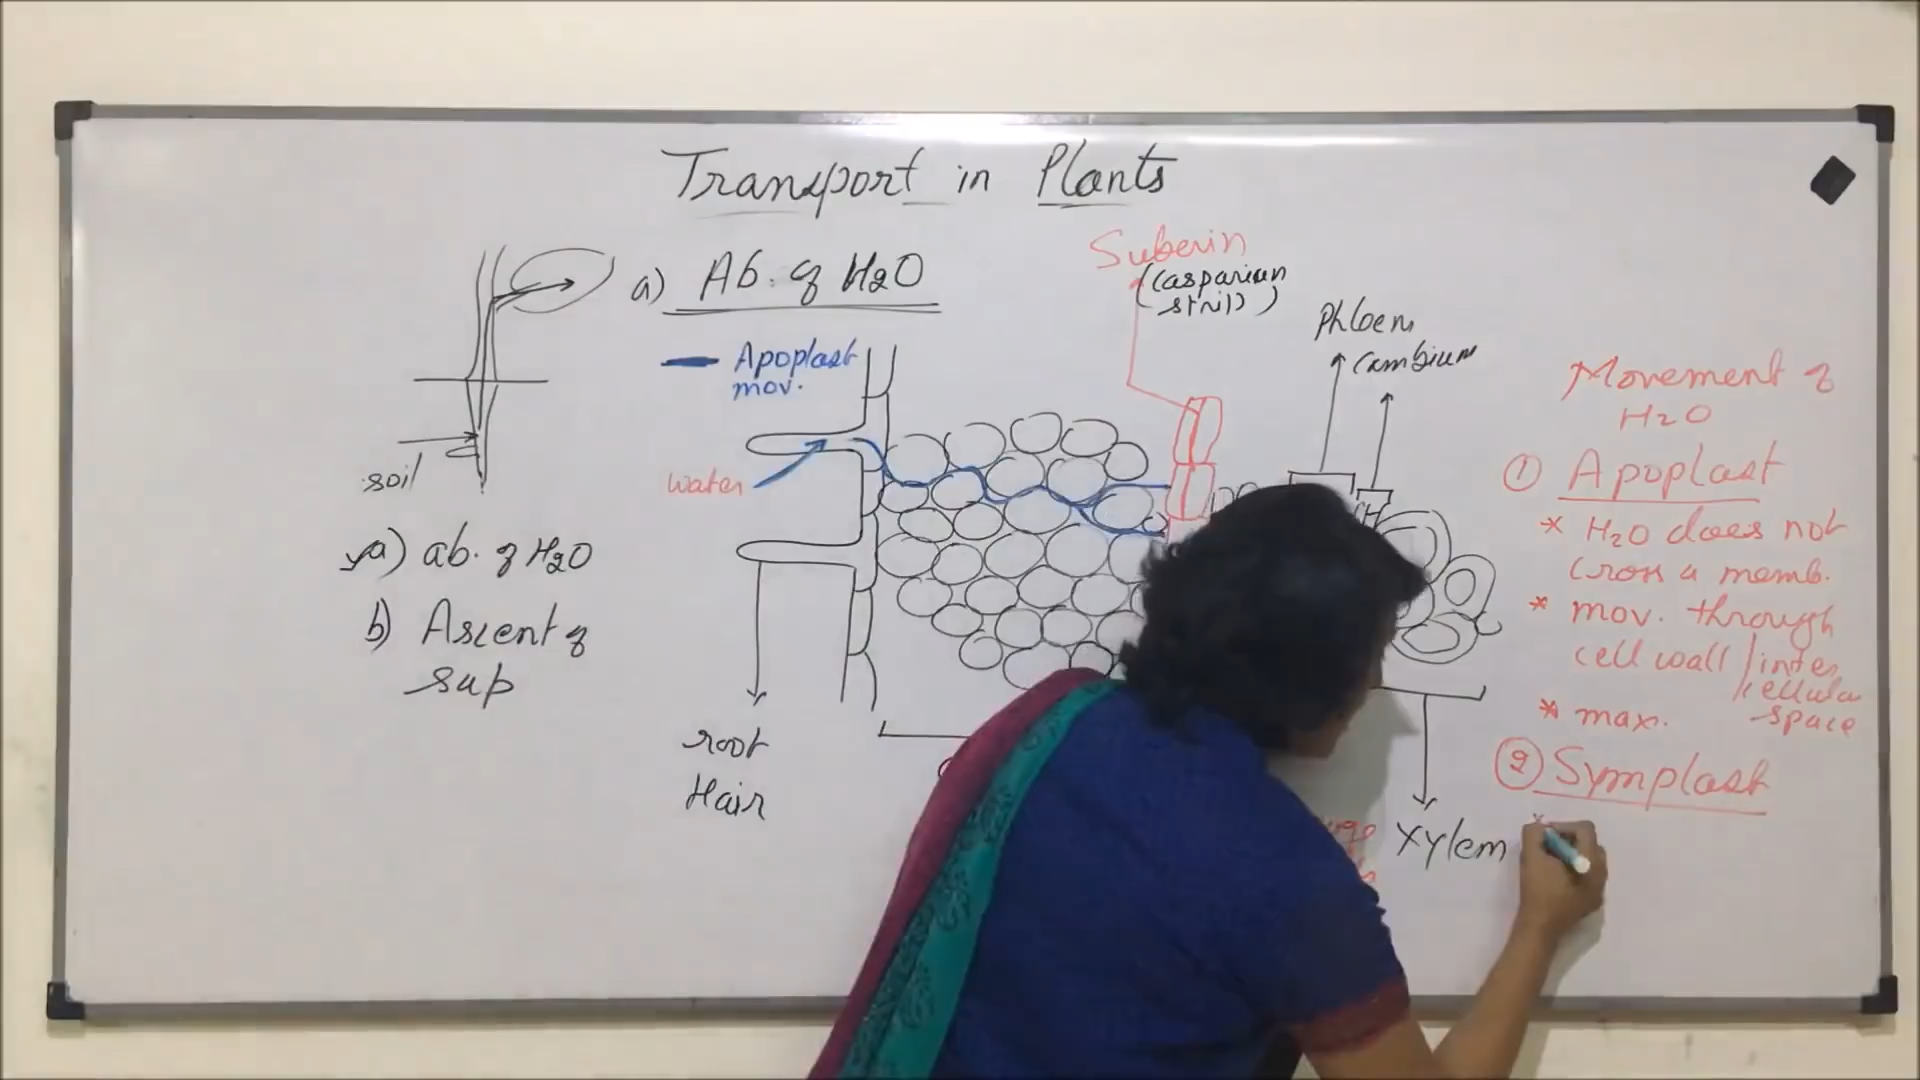 Transport in Plants
a) Ab. of H2O
Apoplast
mov.
water
root
Hair
soil
a) ab. of H2O
b) Ascent of
sap
Suberin
(casparian
strip)
Phloem
cambium
Xylem
Movement of
H2O
① Apoplast
* H2O does not
cross a memb.
* mov. through
cell wall / inter
cellular
space
* max.
② Symplast
*